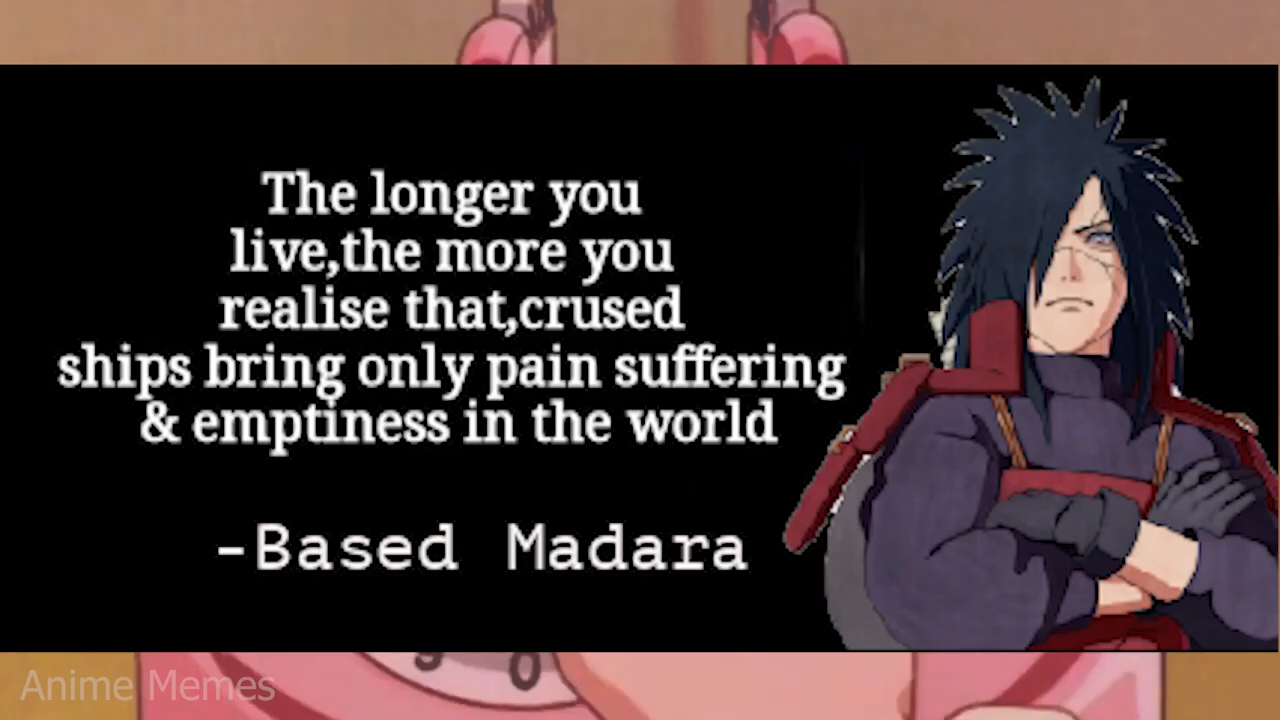 The longer you
live,the more you
realise that,crused
ships bring only pain suffering
& emptiness in the world
-Based Madara
Anime Memes